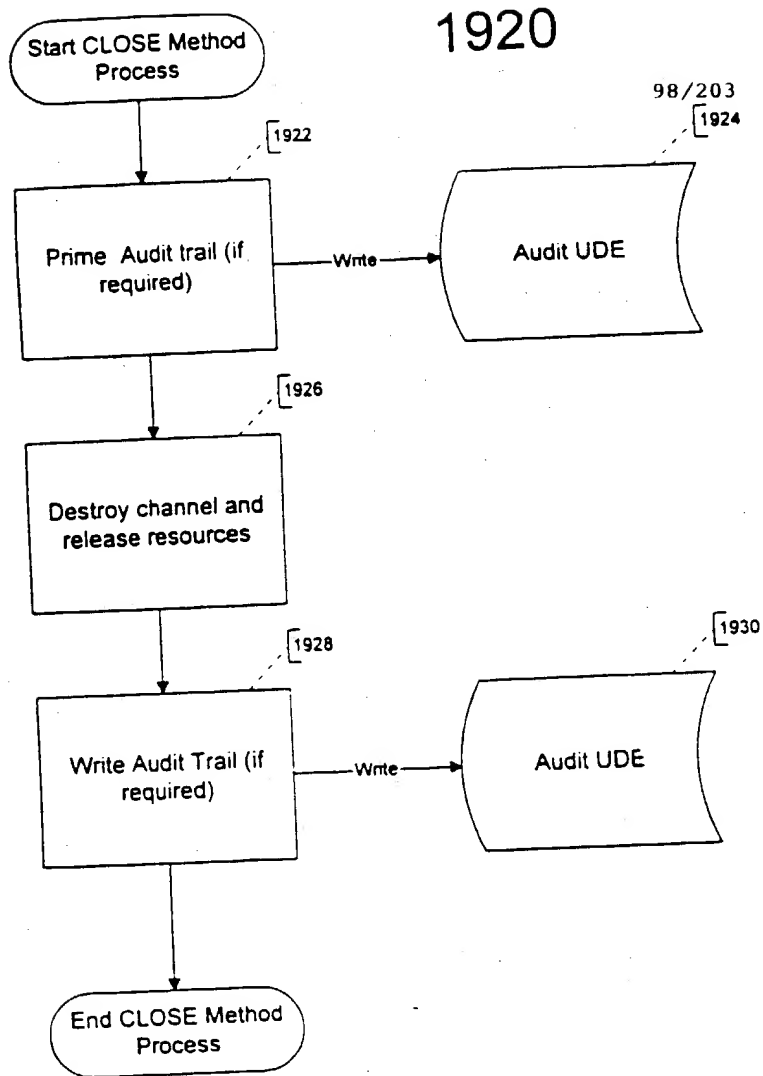 1920
Start CLOSE Method
Process
98/203
1922
1924
Prime Audit trail (if
required)
Write
Audit UDE
1926
Destroy channel and
release resources
1928
1930
Write Audit Trail (if
required)
Write
Audit UDE
End CLOSE Method
Process